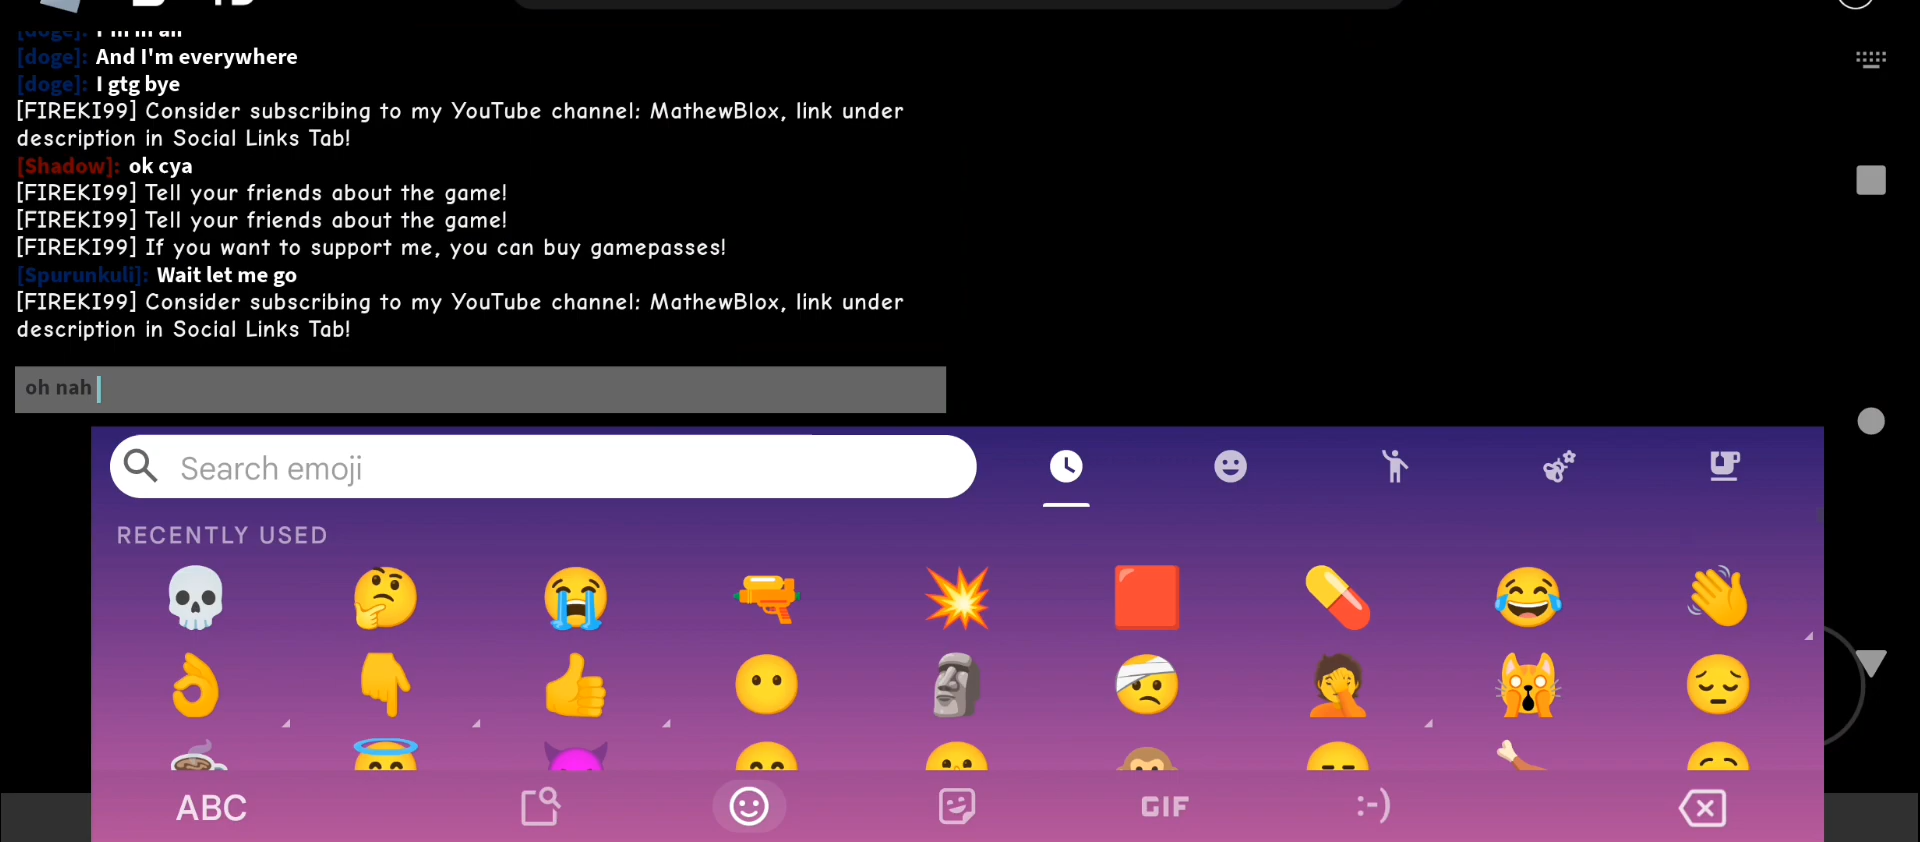 [doge]: I'm in all
[doge]: And I'm everywhere
[doge]: I gtg bye
[FIREKI99] Consider subscribing to my YouTube channel: MathewBlox, link under
description in Social Links Tab!
[Shadow]: ok cya
[FIREKI99] Tell your friends about the game!
[FIREKI99] Tell your friends about the game!
[FIREKI99] If you want to support me, you can buy gamepasses!
[Spurunkuli]: Wait let me go
[FIREKI99] Consider subscribing to my YouTube channel: MathewBlox, link under
description in Social Links Tab!
oh nah
Search emoji
RECENTLY USED
ABC
GIF
:-)